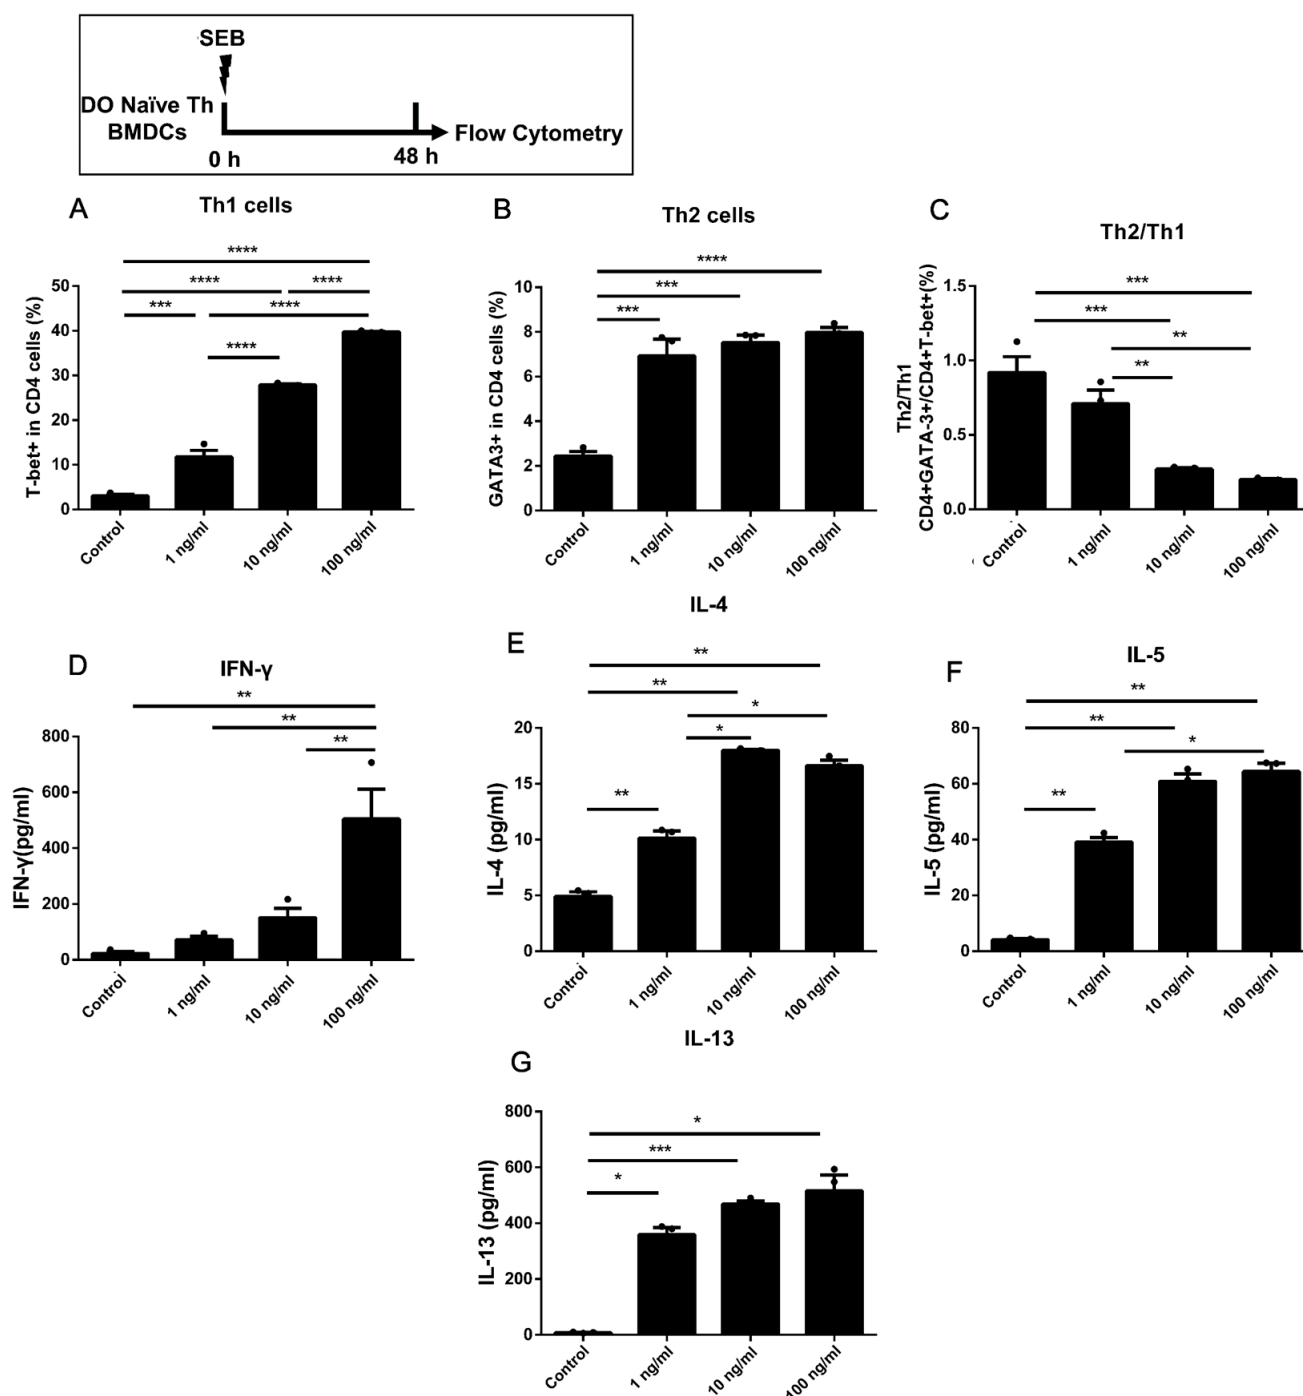 SEB
DO Naïve Th
BMDCs
0 h
48 h
Flow Cytometry
A
Th1 cells
****
****
****
***
****
****
T-bet+ in CD4 cells (%)
50
40
30
20
10
0
Control
1 ng/ml
10 ng/ml
100 ng/ml
B
Th2 cells
****
***
***
GATA3+ in CD4 cells (%)
10
8
6
4
2
0
Control
1 ng/ml
10 ng/ml
100 ng/ml
C
Th2/Th1
***
***
**
**
Th2/Th1
CD4+GATA-3+/CD4+T-bet+(%)
1.5
1.0
0.5
0.0
Control
1 ng/ml
10 ng/ml
100 ng/ml
D
IFN-γ
**
**
**
IFN-γ(pg/ml)
800
600
400
200
0
Control
1 ng/ml
10 ng/ml
100 ng/ml
E
IL-4
**
**
*
*
**
IL-4 (pg/ml)
20
15
10
5
0
Control
1 ng/ml
10 ng/ml
100 ng/ml
F
IL-5
**
**
*
**
IL-5 (pg/ml)
80
60
40
20
0
Control
1 ng/ml
10 ng/ml
100 ng/ml
G
IL-13
*
***
*
IL-13 (pg/ml)
800
600
400
200
0
Control
1 ng/ml
10 ng/ml
100 ng/ml